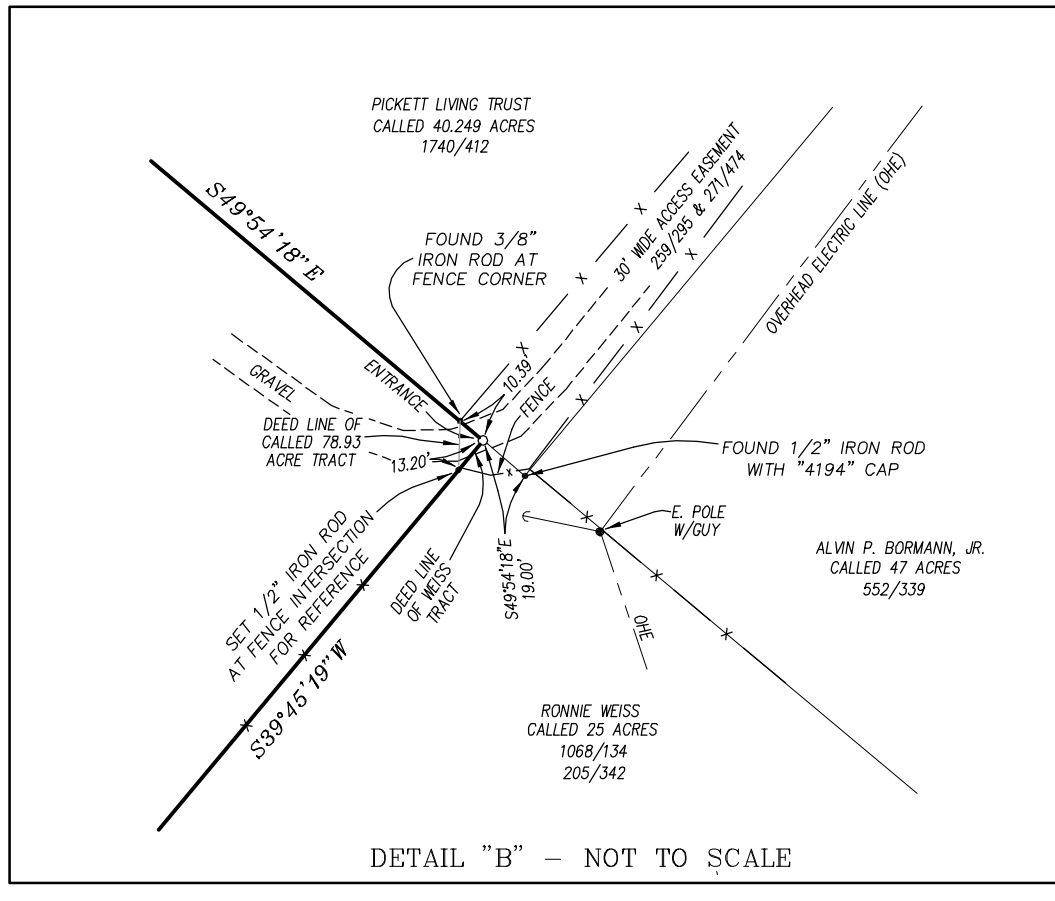 PICKETT LIVING TRUST
CALLED 40.249 ACRES
1740/412
S49°54'18"E
FOUND 3/8"
IRON ROD AT
FENCE CORNER
30' WIDE ACCESS EASEMENT
259/295 & 271/474
OVERHEAD ELECTRIC LINE (OHE)
GRAVEL
ENTRANCE
10.39'
FENCE
DEED LINE OF
CALLED 78.93
ACRE TRACT
13.20'
FOUND 1/2" IRON ROD
WITH "4194" CAP
E. POLE
W/GUY
ALVIN P. BORMANN, JR.
CALLED 47 ACRES
552/339
SET 1/2" IRON ROD
AT FENCE INTERSECTION
FOR REFERENCE
DEED LINE
OF WEISS
TRACT
S49°54'18"E
19.00'
OHE
S39°45'19"W
RONNIE WEISS
CALLED 25 ACRES
1068/134
205/342
DETAIL "B" – NOT TO SCALE